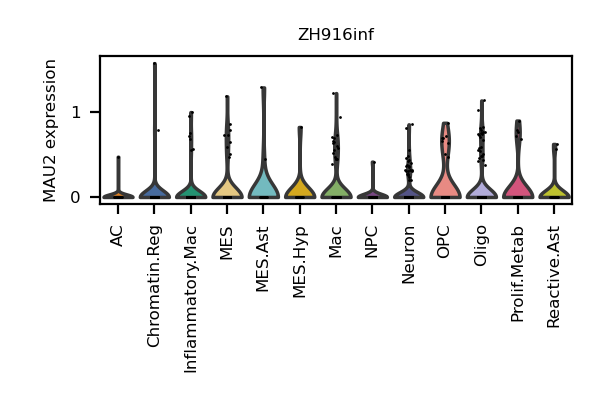 ZH916inf
MAU2 expression
1
0
AC
Chromatin.Reg
Inflammatory.Mac
MES
MES.Ast
MES.Hyp
Mac
NPC
Neuron
OPC
Oligo
Prolif.Metab
Reactive.Ast